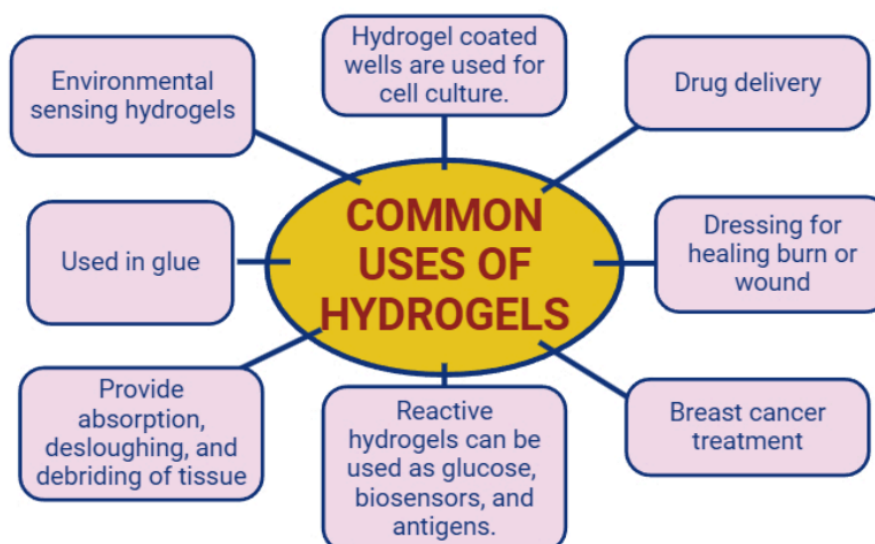 Environmental
sensing hydrogels
Hydrogel coated
wells are used for
cell culture.
Drug delivery
Used in glue
COMMON
USES OF
HYDROGELS
Dressing for
healing burn or
wound
Provide
absorption,
desloughing, and
debriding of tissue
Reactive
hydrogels can be
used as glucose,
biosensors, and
antigens.
Breast cancer
treatment